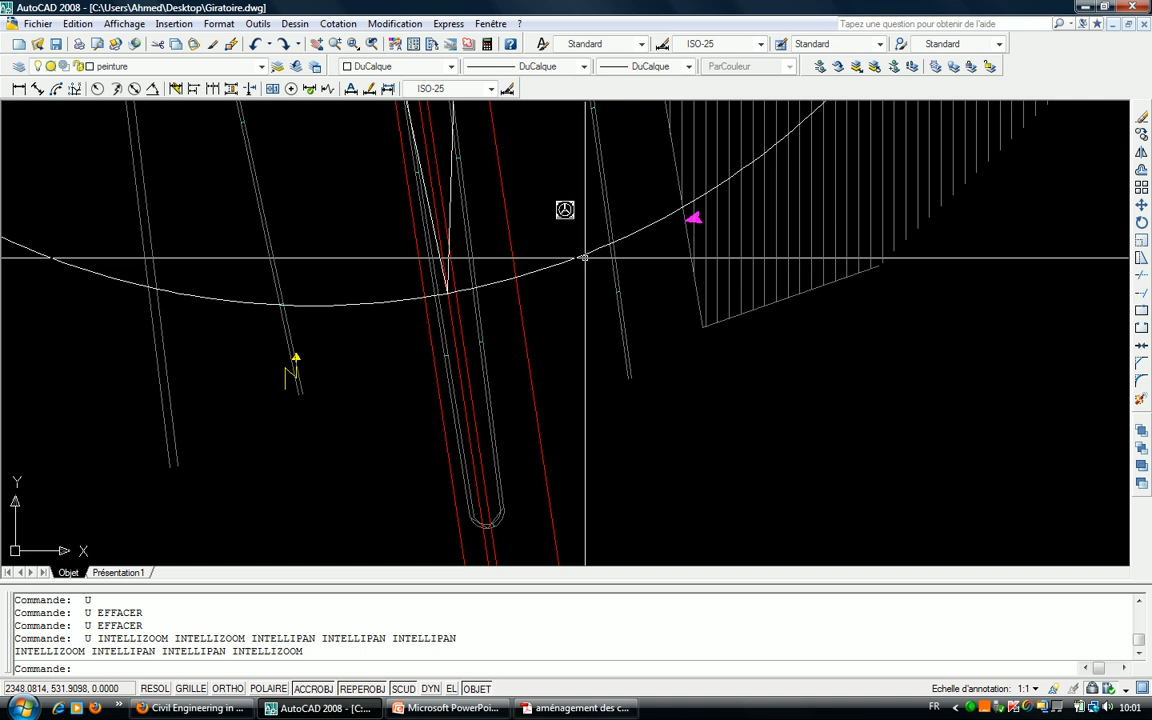 AutoCAD 2008 - [C:\Users\Ahmed\Desktop\Giratoire.dwg]
Fichier Edition Affichage Insertion Format Outils Dessin Cotation Modification Express Fenêtre ? Tapez une question pour obtenir de l'aide
Standard ISO-25 Standard Standard
peinture DuCalque DuCalque DuCalque ParCouleur
ISO-25
N
Y
X
Objet Présentation1
Commande: U
Commande: U EFFACER
Commande: U EFFACER
Commande: U INTELLIZOOM INTELLIZOOM INTELLIPAN INTELLIPAN INTELLIPAN
INTELLIZOOM INTELLIPAN INTELLIPAN INTELLIZOOM
Commande:
2348.0814, 531.9098, 0.0000 RESOL GRILLE ORTHO POLAIRE ACCROBJ REPEROBJ SCUD DYN EL OBJET Echelle d'annotation: 1:1
Civil Engineering in ... AutoCAD 2008 - [C:... Microsoft PowerPoi... aménagement des c... FR 10:01